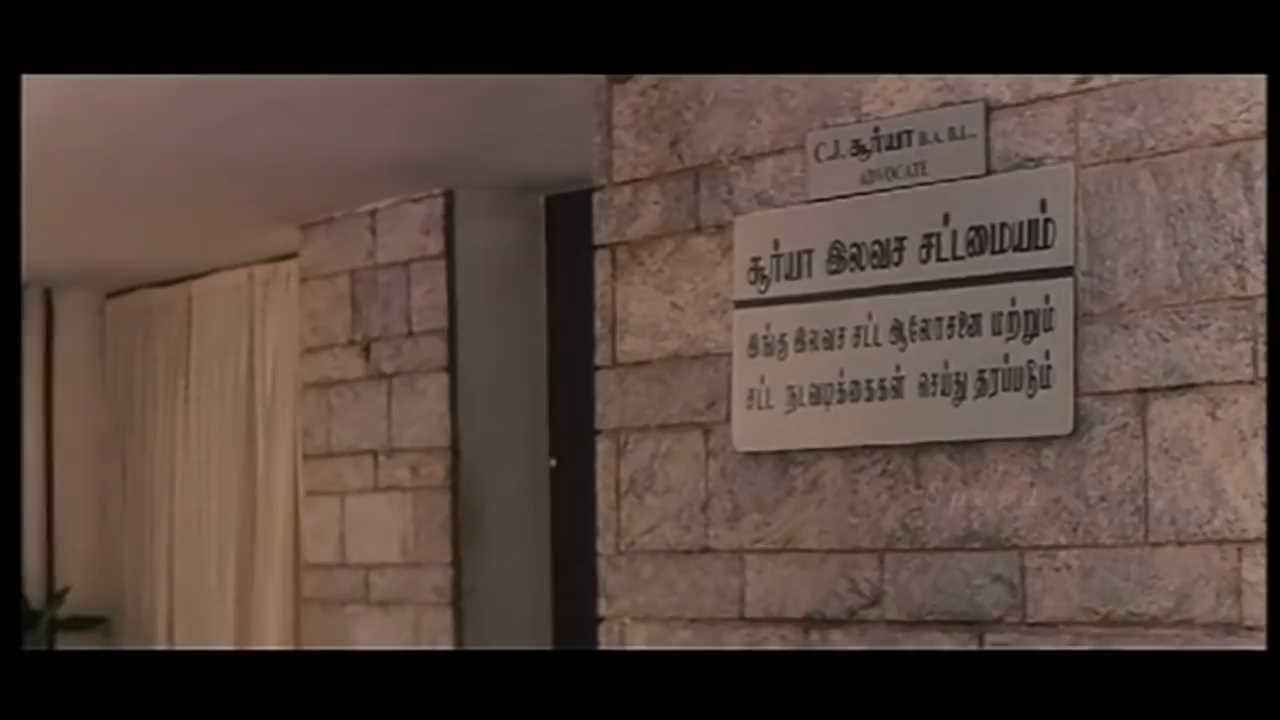 C.J. சூர்யா B.A. B.L.
ADVOCATE
சூர்யா இலவச சட்டமையம்
இங்கு இலவச சட்ட ஆலோசனை மற்றும்
சட்ட நடவடிக்கைகள் செய்து தரப்படும்